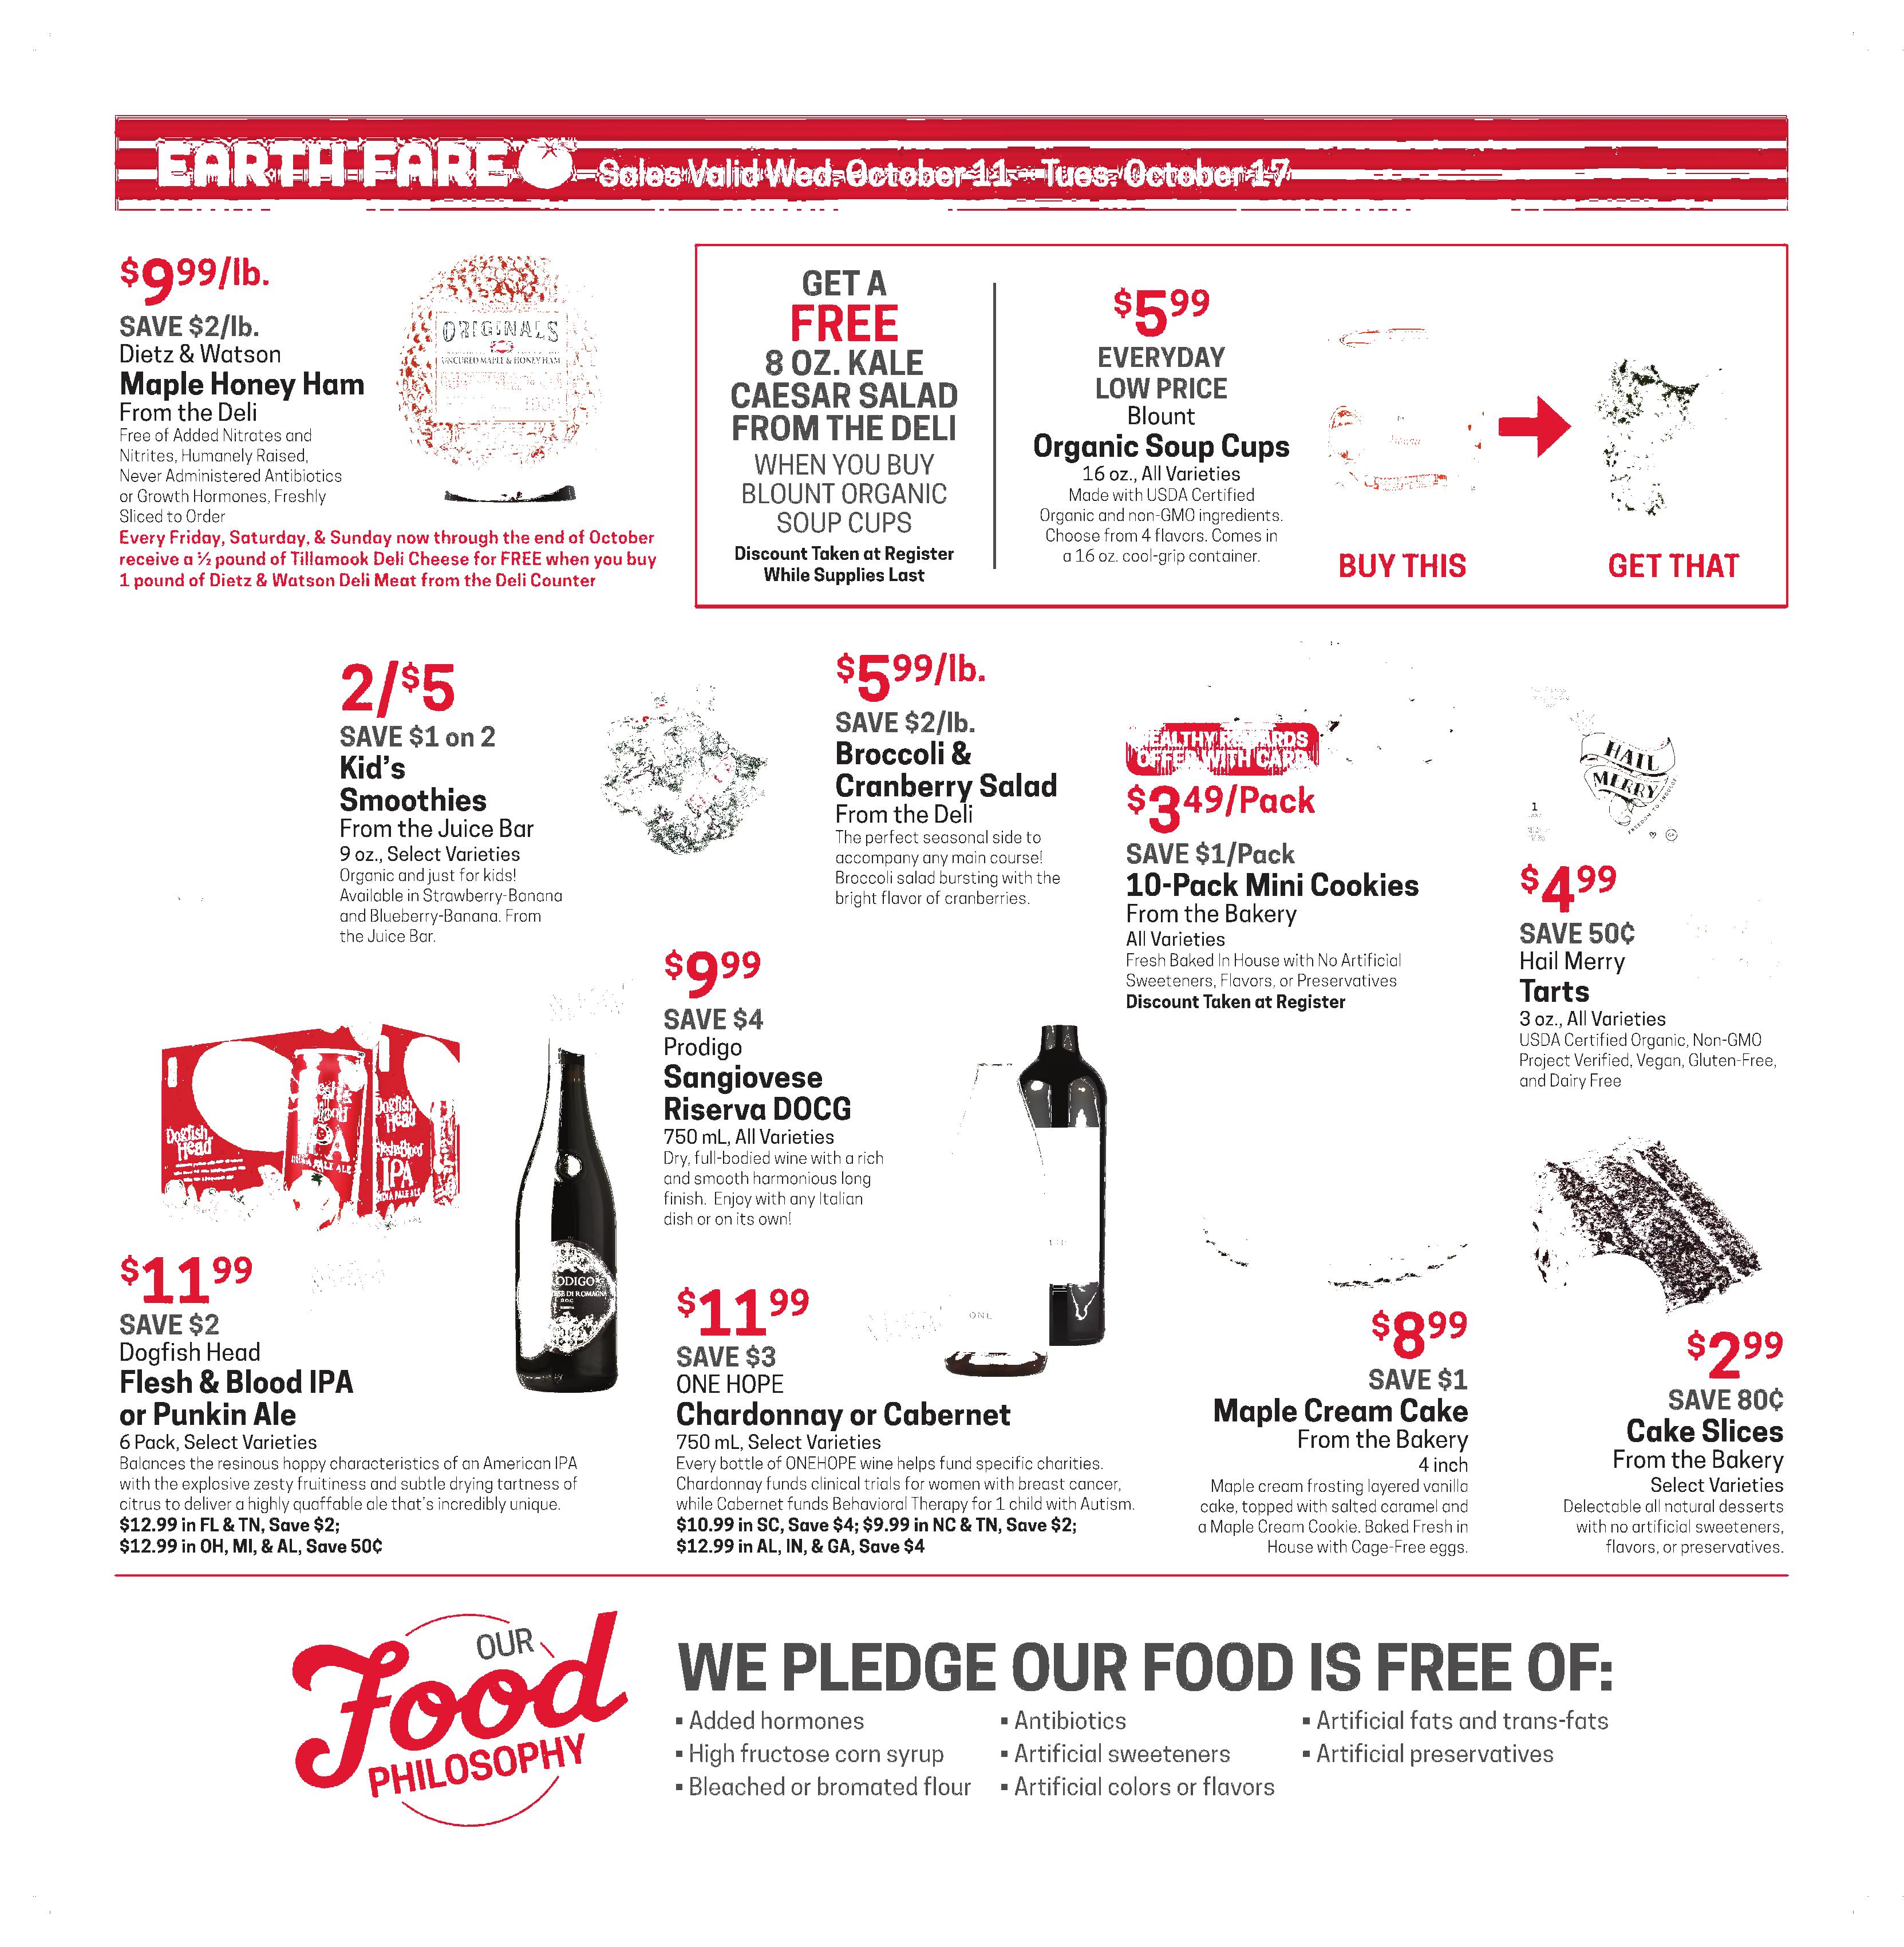 EARTH FARE Sales Valid Wed. October 11 - Tues. October 17
$9.99/lb.
SAVE $2/lb.
Dietz & Watson
Maple Honey Ham
From the Deli
Free of Added Nitrates and
Nitrites, Humanely Raised,
Never Administered Antibiotics
or Growth Hormones, Freshly
Sliced to Order
Every Friday, Saturday, & Sunday now through the end of October
receive a ½ pound of Tillamook Deli Cheese for FREE when you buy
1 pound of Dietz & Watson Deli Meat from the Deli Counter
ORIGINALS
UNCURED MAPLE & HONEY HAM
GET A
FREE
8 OZ. KALE
CAESAR SALAD
FROM THE DELI
WHEN YOU BUY
BLOUNT ORGANIC
SOUP CUPS
Discount Taken at Register
While Supplies Last
$5.99
EVERYDAY
LOW PRICE
Blount
Organic Soup Cups
16 oz., All Varieties
Made with USDA Certified
Organic and non-GMO ingredients.
Choose from 4 flavors. Comes in
a 16 oz. cool-grip container.
BUY THIS
GET THAT
2/$5
SAVE $1 on 2
Kid's
Smoothies
From the Juice Bar
9 oz., Select Varieties
Organic and just for kids!
Available in Strawberry-Banana
and Blueberry-Banana. From
the Juice Bar.
$5.99/lb.
SAVE $2/lb.
Broccoli &
Cranberry Salad
From the Deli
The perfect seasonal side to
accompany any main course!
Broccoli salad bursting with the
bright flavor of cranberries.
HEALTHY REWARDS
OFFER WITH CARD
$3.49/Pack
SAVE $1/Pack
10-Pack Mini Cookies
From the Bakery
All Varieties
Fresh Baked In House with No Artificial
Sweeteners, Flavors, or Preservatives
Discount Taken at Register
HAIL
MERRY
FREEDOM TO INDULGE
$4.99
SAVE 50¢
Hail Merry
Tarts
3 oz., All Varieties
USDA Certified Organic, Non-GMO
Project Verified, Vegan, Gluten-Free,
and Dairy Free
Dogfish
Head
IPA
INDIA PALE ALE
Dogfish
Head
Flesh&Blood
IPA
INDIA PALE ALE
$11.99
SAVE $2
Dogfish Head
Flesh & Blood IPA
or Punkin Ale
6 Pack, Select Varieties
Balances the resinous hoppy characteristics of an American IPA
with the explosive zesty fruitiness and subtle drying tartness of
citrus to deliver a highly quaffable ale that's incredibly unique.
$12.99 in FL & TN, Save $2;
$12.99 in OH, MI, & AL, Save 50¢
$9.99
SAVE $4
Prodigo
Sangiovese
Riserva DOCG
750 mL, All Varieties
Dry, full-bodied wine with a rich
and smooth harmonious long
finish. Enjoy with any Italian
dish or on its own!
ODIGO
DI ROMAGNA
$11.99
SAVE $3
ONE HOPE
Chardonnay or Cabernet
750 mL, Select Varieties
Every bottle of ONEHOPE wine helps fund specific charities.
Chardonnay funds clinical trials for women with breast cancer,
while Cabernet funds Behavioral Therapy for 1 child with Autism.
$10.99 in SC, Save $4; $9.99 in NC & TN, Save $2;
$12.99 in AL, IN, & GA, Save $4
$8.99
SAVE $1
Maple Cream Cake
From the Bakery
4 inch
Maple cream frosting layered vanilla
cake, topped with salted caramel and
a Maple Cream Cookie. Baked Fresh in
House with Cage-Free eggs.
$2.99
SAVE 80¢
Cake Slices
From the Bakery
Select Varieties
Delectable all natural desserts
with no artificial sweeteners,
flavors, or preservatives.
OUR
Food
PHILOSOPHY
WE PLEDGE OUR FOOD IS FREE OF:
▪ Added hormones
▪ High fructose corn syrup
▪ Bleached or bromated flour
▪ Antibiotics
▪ Artificial sweeteners
▪ Artificial colors or flavors
▪ Artificial fats and trans-fats
▪ Artificial preservatives